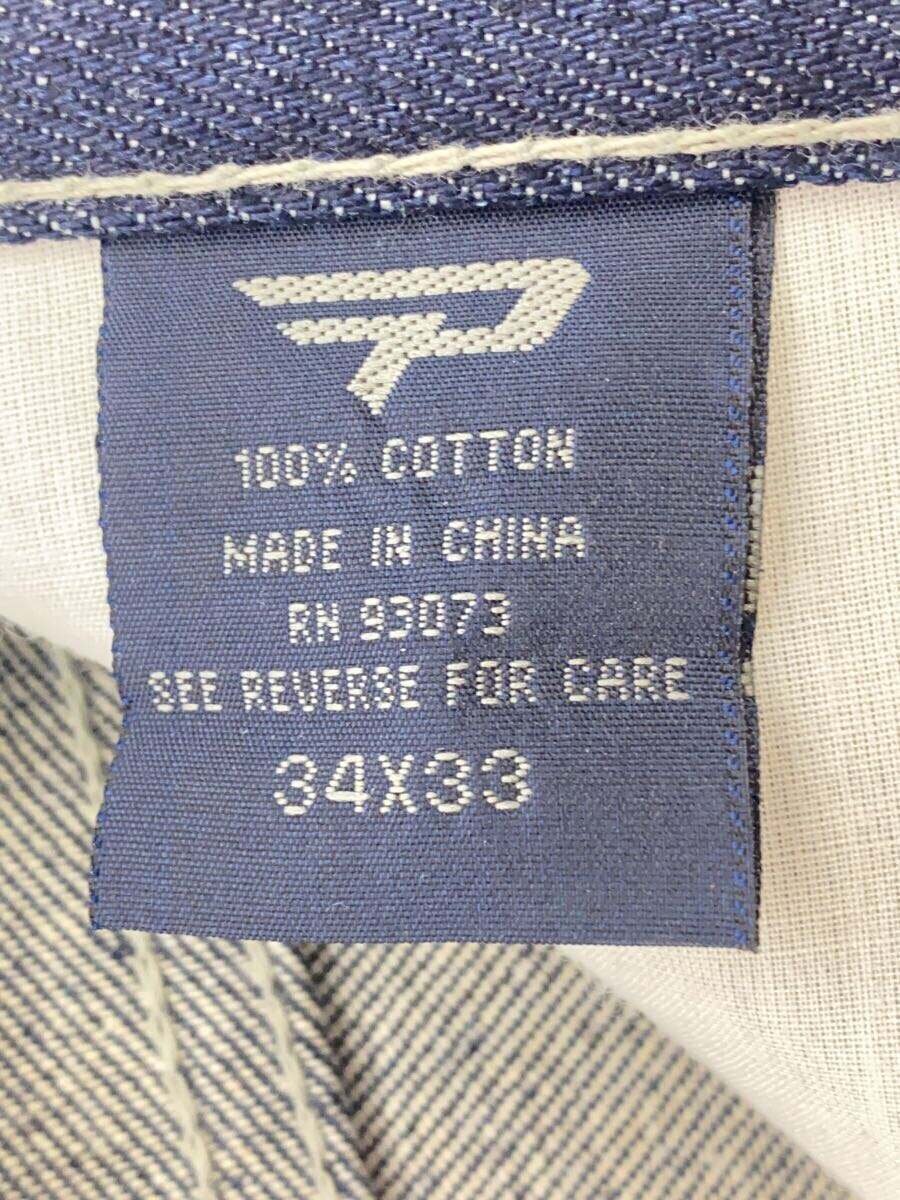 100% COTTON
MADE IN CHINA
RN 93073
SEE REVERSE FOR CARE
34X33